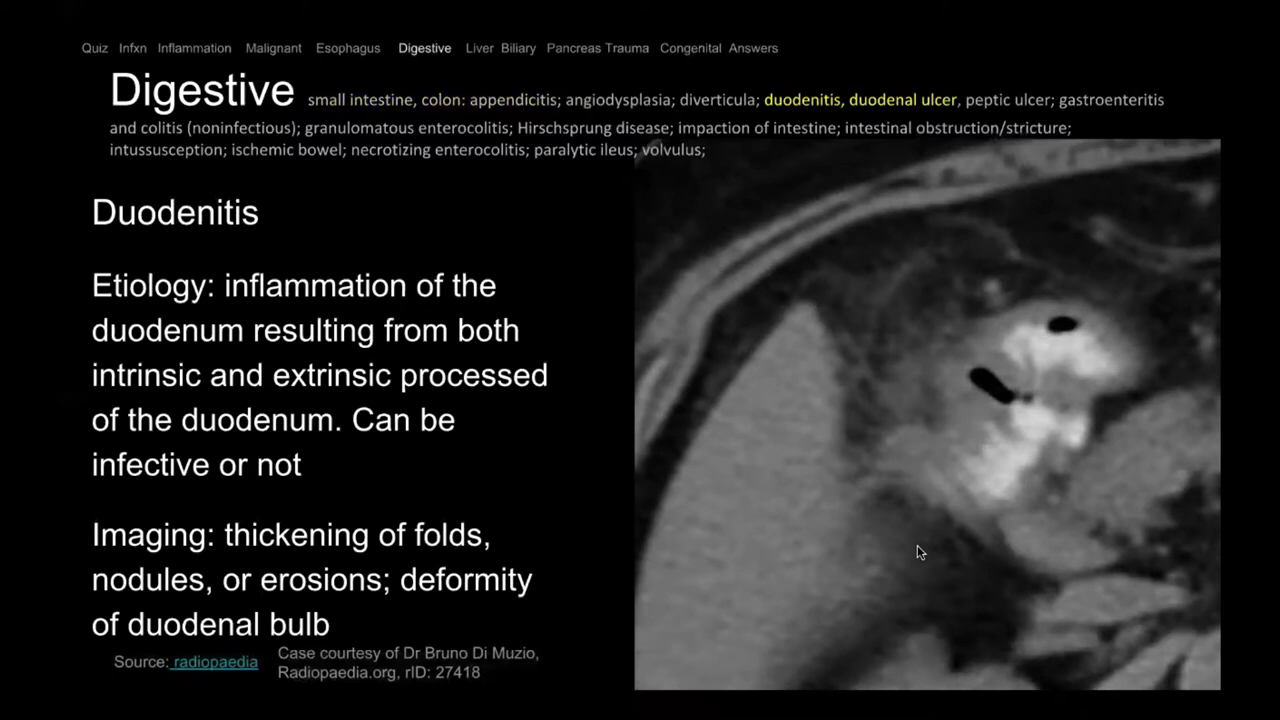 Quiz Infxn Inflammation Malignant Esophagus Digestive Liver Biliary Pancreas Trauma Congenital Answers
Digestive small intestine, colon: appendicitis; angiodysplasia; diverticula; duodenitis, duodenal ulcer, peptic ulcer; gastroenteritis
and colitis (noninfectious); granulomatous enterocolitis; Hirschsprung disease; impaction of intestine; intestinal obstruction/stricture;
intussusception; ischemic bowel; necrotizing enterocolitis; paralytic ileus; volvulus;
Duodenitis
Etiology: inflammation of the
duodenum resulting from both
intrinsic and extrinsic processed
of the duodenum. Can be
infective or not
Imaging: thickening of folds,
nodules, or erosions; deformity
of duodenal bulb
Source: radiopaedia
Case courtesy of Dr Bruno Di Muzio,
Radiopaedia.org, rID: 27418